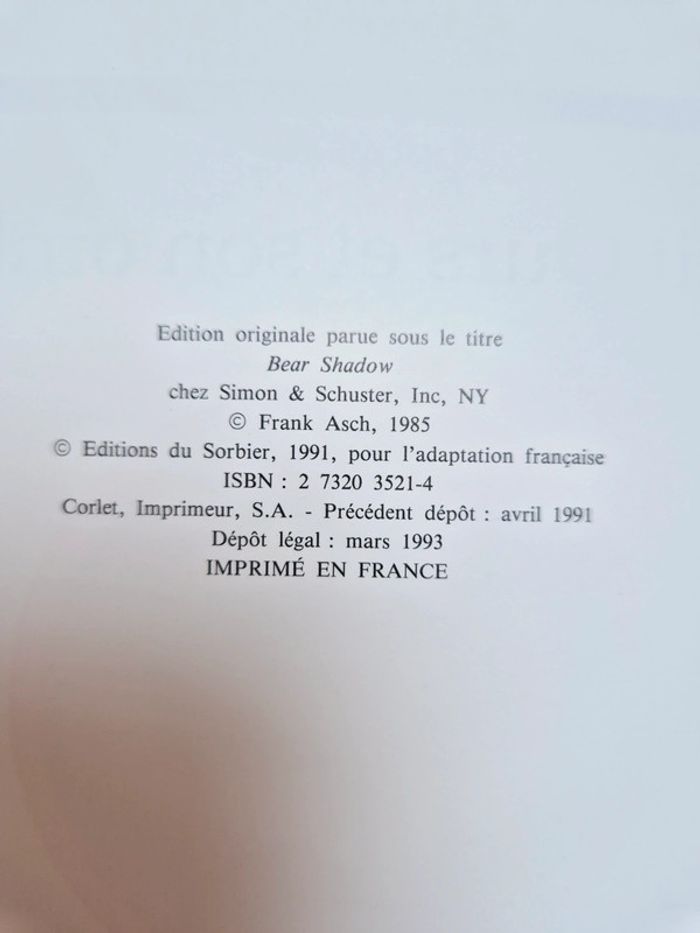 Edition originale parue sous le titre
Bear Shadow
chez Simon & Schuster, Inc, NY
© Frank Asch, 1985
© Editions du Sorbier, 1991, pour l'adaptation française
ISBN : 2 7320 3521-4
Corlet, Imprimeur, S.A. - Précédent dépôt : avril 1991
Dépôt légal : mars 1993
IMPRIMÉ EN FRANCE